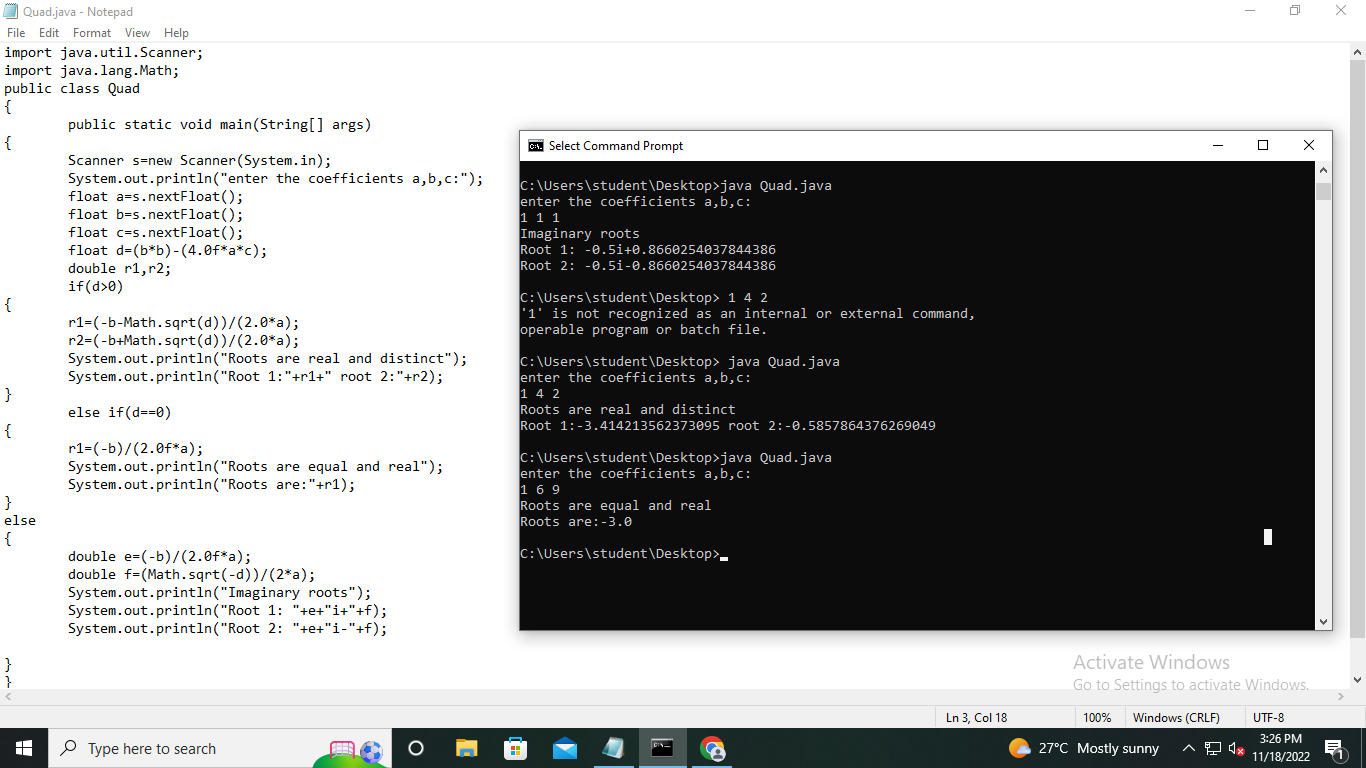 Quad.java - Notepad
File Edit Format View Help
import java.util.Scanner;
import java.lang.Math;
public class Quad
{
public static void main(String[] args)
{
Scanner s=new Scanner(System.in);
System.out.println("enter the coefficients a,b,c:");
float a=s.nextFloat();
float b=s.nextFloat();
float c=s.nextFloat();
float d=(b*b)-(4.0f*a*c);
double r1,r2;
if(d>0)
{
r1=(-b-Math.sqrt(d))/(2.0*a);
r2=(-b+Math.sqrt(d))/(2.0*a);
System.out.println("Roots are real and distinct");
System.out.println("Root 1:"+r1+" root 2:"+r2);
}
else if(d==0)
{
r1=(-b)/(2.0f*a);
System.out.println("Roots are equal and real");
System.out.println("Roots are:"+r1);
}
else
{
double e=(-b)/(2.0f*a);
double f=(Math.sqrt(-d))/(2*a);
System.out.println("Imaginary roots");
System.out.println("Root 1: "+e+"i+"+f);
System.out.println("Root 2: "+e+"i-"+f);
}
}
Select Command Prompt
C:\Users\student\Desktop>java Quad.java
enter the coefficients a,b,c:
1 1 1
Imaginary roots
Root 1: -0.5i+0.8660254037844386
Root 2: -0.5i-0.8660254037844386
C:\Users\student\Desktop> 1 4 2
'1' is not recognized as an internal or external command,
operable program or batch file.
C:\Users\student\Desktop> java Quad.java
enter the coefficients a,b,c:
1 4 2
Roots are real and distinct
Root 1:-3.414213562373095 root 2:-0.5857864376269049
C:\Users\student\Desktop>java Quad.java
enter the coefficients a,b,c:
1 6 9
Roots are equal and real
Roots are:-3.0
C:\Users\student\Desktop>
Activate Windows
Go to Settings to activate Windows.
Ln 3, Col 18 100% Windows (CRLF) UTF-8
Type here to search
27°C Mostly sunny
3:26 PM
11/18/2022
1